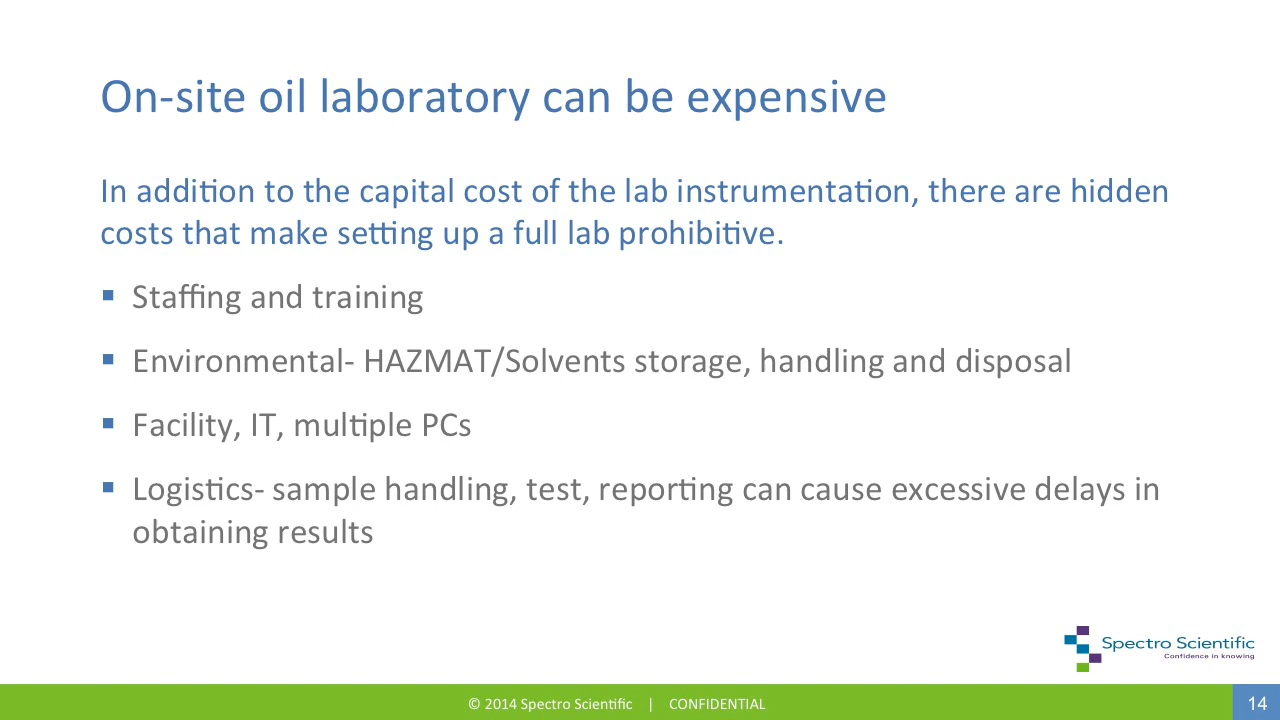 On-site oil laboratory can be expensive
In addition to the capital cost of the lab instrumentation, there are hidden
costs that make setting up a full lab prohibitive.
▪ Staffing and training
▪ Environmental- HAZMAT/Solvents storage, handling and disposal
▪ Facility, IT, multiple PCs
▪ Logistics- sample handling, test, reporting can cause excessive delays in
obtaining results
Spectro Scientific
Confidence in knowing
© 2014 Spectro Scientific | CONFIDENTIAL
14